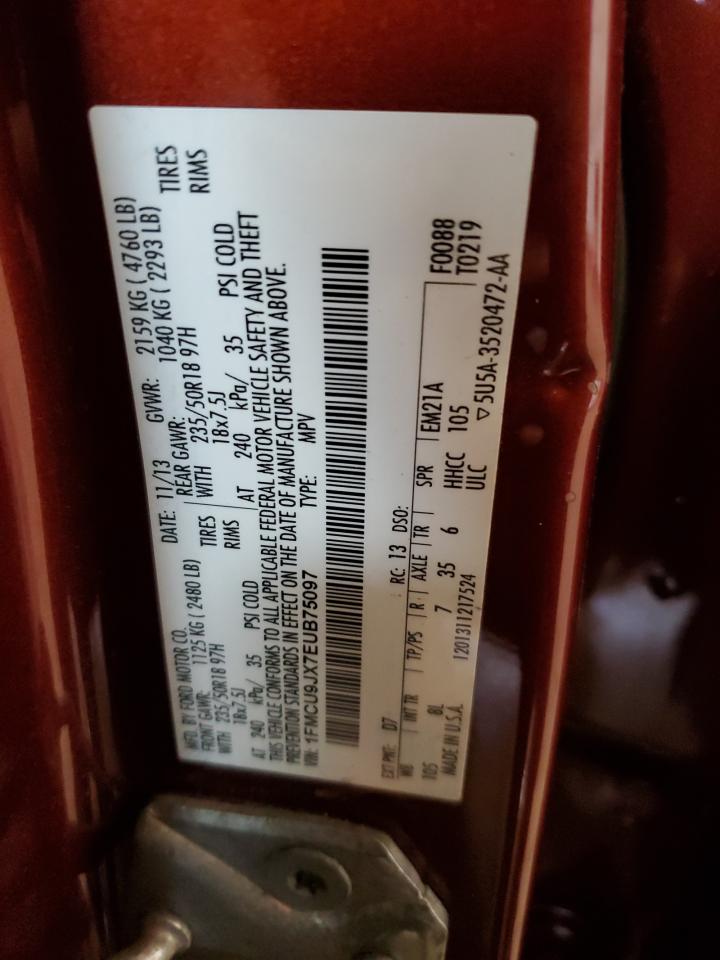 MFD. BY FORD MOTOR CO. DATE: 11/13 GVWR: 2159 KG ( 4760 LB)
FRONT GAWR: 1125 KG ( 2480 LB) REAR GAWR: 1040 KG ( 2293 LB)
WITH 235/50R18 97H TIRES WITH 235/50R18 97H TIRES
18x7.5J RIMS 18x7.5J RIMS
AT 240 kPa/ 35 PSI COLD AT 240 kPa/ 35 PSI COLD
THIS VEHICLE CONFORMS TO ALL APPLICABLE FEDERAL MOTOR VEHICLE SAFETY AND THEFT
PREVENTION STANDARDS IN EFFECT ON THE DATE OF MANUFACTURE SHOWN ABOVE.
VIN: 1FMCU9JX7EUB75097 TYPE: MPV
EXT PNT: D7 RC: 13 DSO: F0088
WB INT TR TP/PS R AXLE TR SPR EM21A T0219
105 8L 7 35 6 HHCC 105
MADE IN U.S.A. 1201311217524 ULC ▽5U5A-3520472-AA